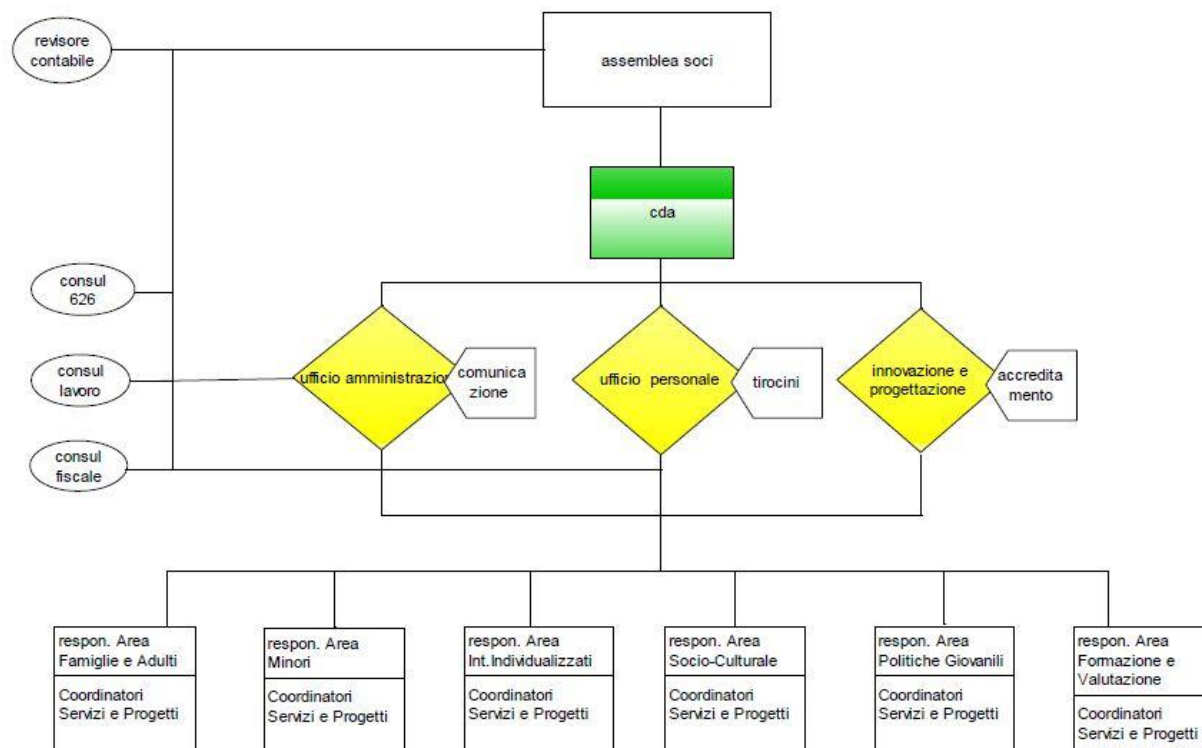 revisore
contabile
assemblea soci
cda
consul
626
consul
lavoro
ufficio amministrazion
comunica
zione
ufficio personale
tirocini
innovazione e
progettazione
accredita
mento
consul
fiscale
respon. Area
Famiglie e Adulti
Coordinatori
Servizi e Progetti
respon. Area
Minori
Coordinatori
Servizi e Progetti
respon. Area
Int.Individualizzati
Coordinatori
Servizi e Progetti
respon. Area
Socio-Culturale
Coordinatori
Servizi e Progetti
respon. Area
Politiche Giovanili
Coordinatori
Servizi e Progetti
respon. Area
Formazione e
Valutazione
Coordinatori
Servizi e Progetti